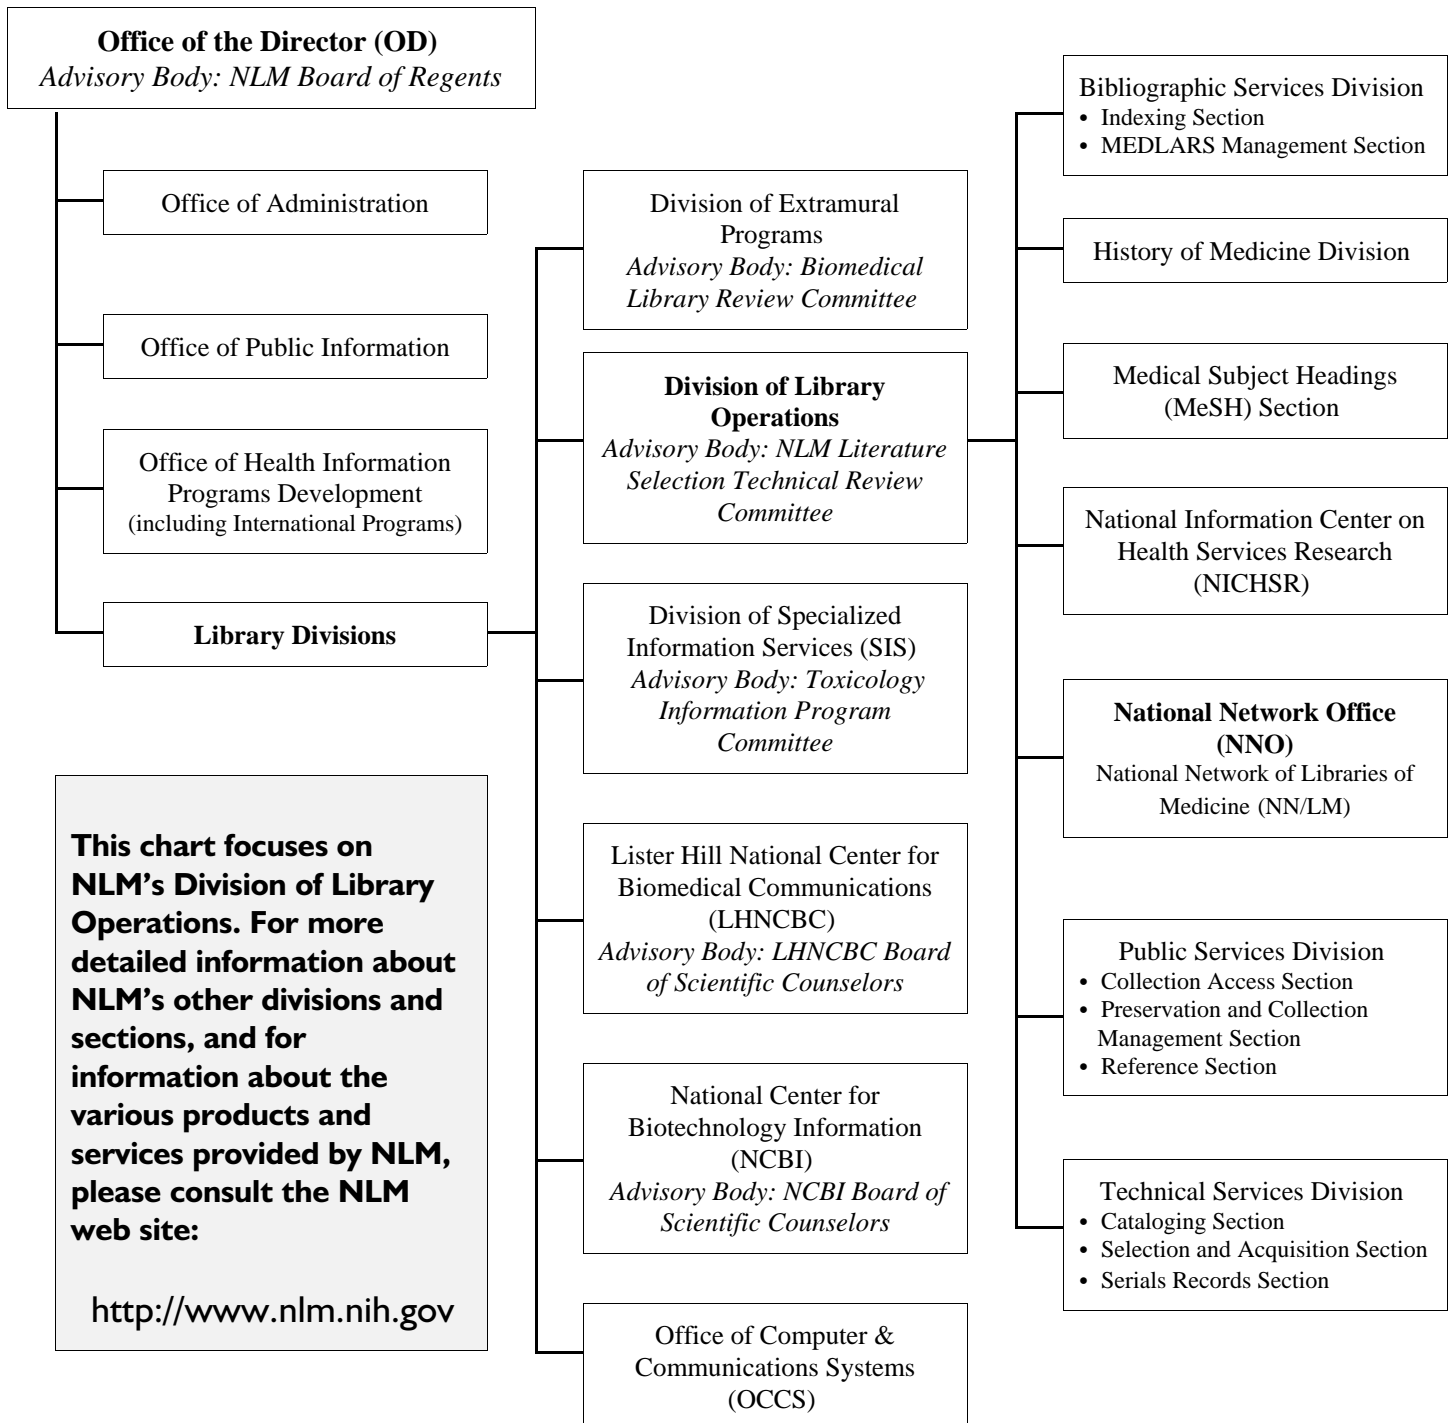 Office of the Director (OD)
Advisory Body: NLM Board of Regents
Office of Administration
Office of Public Information
Office of Health Information
Programs Development
(including International Programs)
Library Divisions
This chart focuses on
NLM’s Division of Library
Operations. For more
detailed information about
NLM’s other divisions and
sections, and for
information about the
various products and
services provided by NLM,
please consult the NLM
web site:
http://www.nlm.nih.gov
Division of Extramural
Programs
Advisory Body: Biomedical
Library Review Committee
Division of Library
Operations
Advisory Body: NLM Literature
Selection Technical Review
Committee
Division of Specialized
Information Services (SIS)
Advisory Body: Toxicology
Information Program
Committee
Lister Hill National Center for
Biomedical Communications
(LHNCBC)
Advisory Body: LHNCBC Board
of Scientific Counselors
National Center for
Biotechnology Information
(NCBI)
Advisory Body: NCBI Board of
Scientific Counselors
Office of Computer &
Communications Systems
(OCCS)
Bibliographic Services Division
• Indexing Section
• MEDLARS Management Section
History of Medicine Division
Medical Subject Headings
(MeSH) Section
National Information Center on
Health Services Research
(NICHSR)
National Network Office
(NNO)
National Network of Libraries of
Medicine (NN/LM)
Public Services Division
• Collection Access Section
• Preservation and Collection
Management Section
• Reference Section
Technical Services Division
• Cataloging Section
• Selection and Acquisition Section
• Serials Records Section